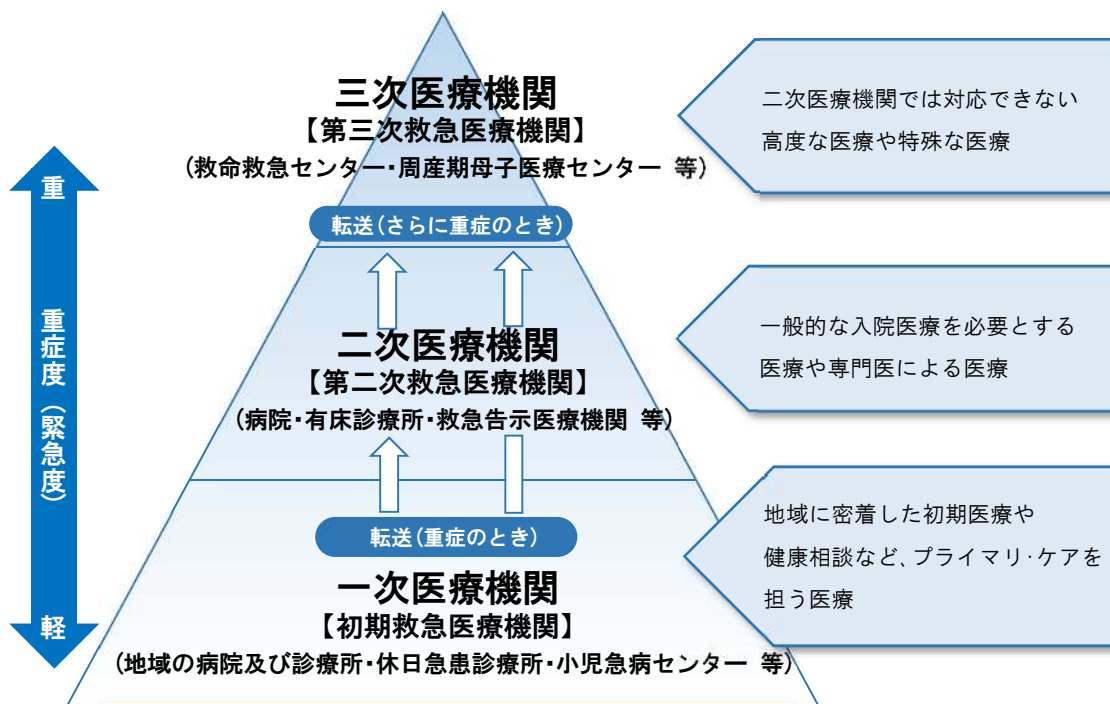 三次医療機関
【第三次救急医療機関】
（救命救急センター・周産期母子医療センター 等）
二次医療機関では対応できない
高度な医療や特殊な医療
転送（さらに重症のとき）
重
重症度（緊急度）
軽
二次医療機関
【第二次救急医療機関】
（病院・有床診療所・救急告示医療機関 等）
一般的な入院医療を必要とする
医療や専門医による医療
転送（重症のとき）
一次医療機関
【初期救急医療機関】
（地域の病院及び診療所・休日急患診療所・小児急病センター 等）
地域に密着した初期医療や
健康相談など、プライマリ・ケアを
担う医療